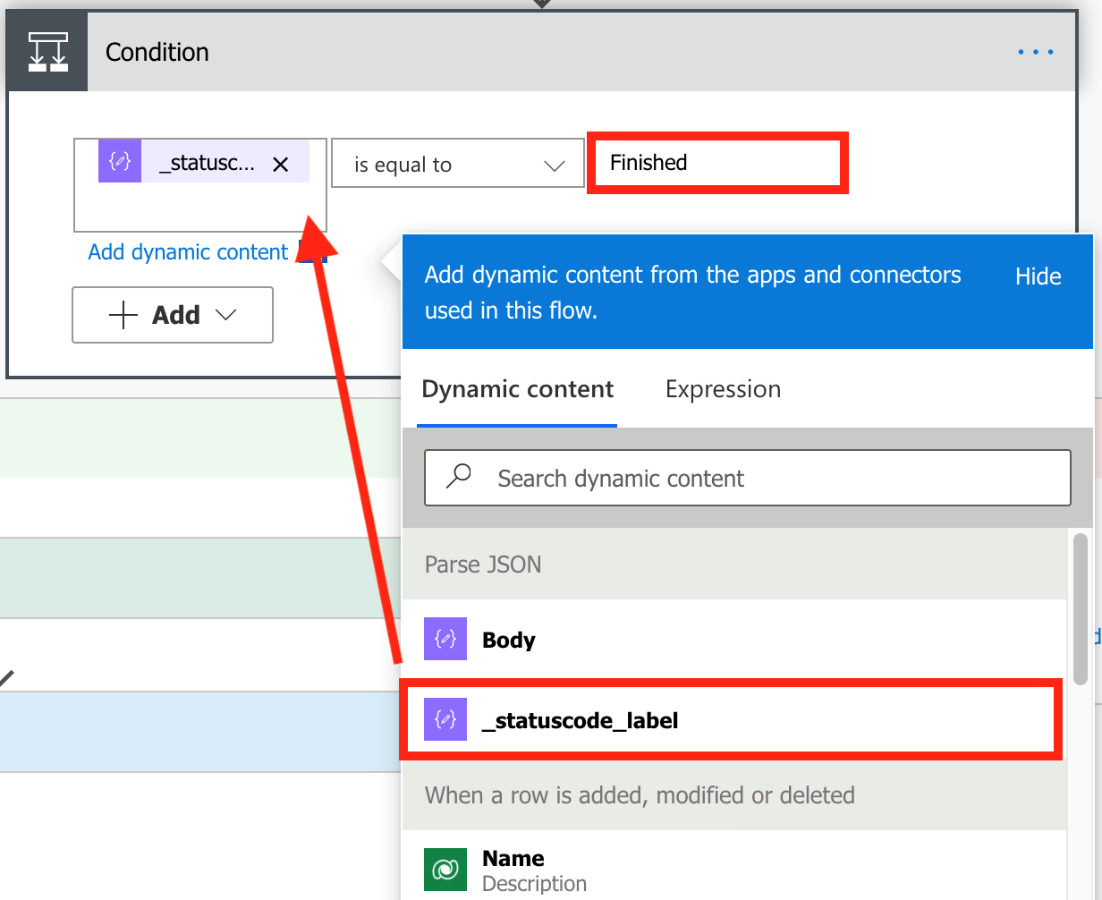 Condition
_statusc...
is equal to
Finished
Add dynamic content
Add
Add dynamic content from the apps and connectors
used in this flow.
Hide
Dynamic content
Expression
Search dynamic content
Parse JSON
Body
_statuscode_label
When a row is added, modified or deleted
Name
Description